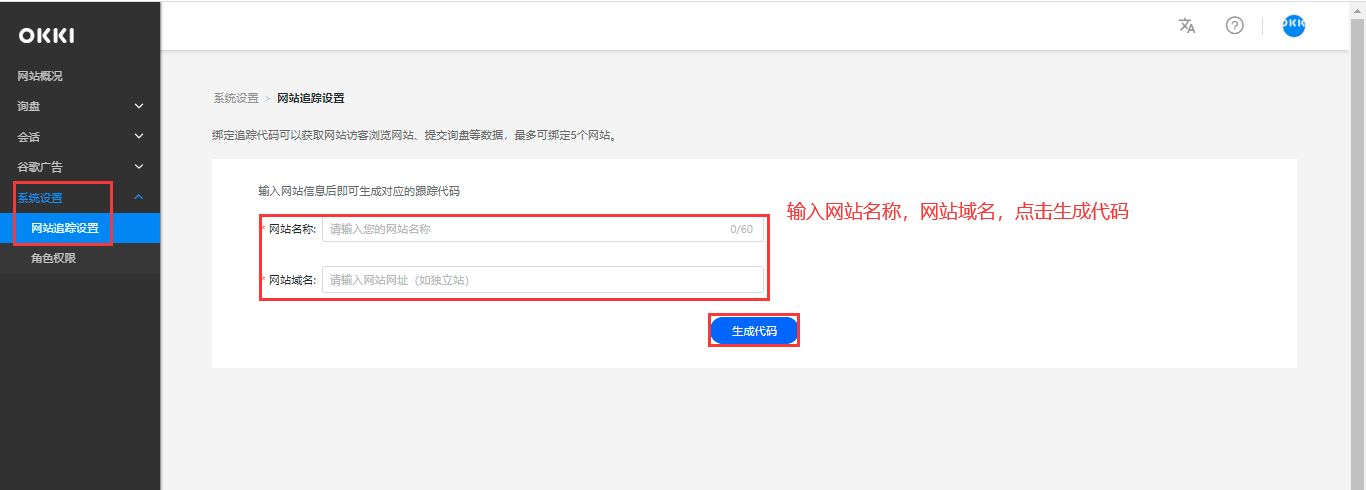 OKKI
网站概况
询盘
会话
谷歌广告
系统设置
网站追踪设置
角色权限
OKKI
系统设置 > 网站追踪设置
绑定追踪代码可以获取网站访客浏览网站、提交询盘等数据，最多可绑定5个网站。
输入网站信息后即可生成对应的跟踪代码
* 网站名称: 请输入您的网站名称 0/60
* 网站域名: 请输入网站网址（如独立站）
生成代码
输入网站名称，网站域名，点击生成代码